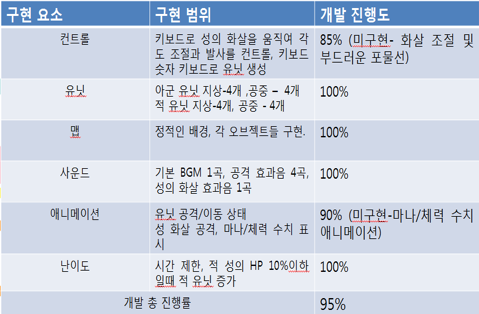 구현 요소
구현 범위
개발 진행도
컨트롤
키보드로 성의 화살을 움직여 각
도 조절과 발사를 컨트롤, 키보드
숫자 키보드로 유닛 생성
85% (미구현- 화살 조절 및
부드러운 포물선)
유닛
아군 유닛 지상-4개 ,공중 – 4개
적 유닛 지상-4개, 공중 - 4개
100%
맵
정적인 배경, 각 오브젝트들 구현.
100%
사운드
기본 BGM 1곡, 공격 효과음 4곡,
성의 화살 효과음 1곡
100%
애니메이션
유닛 공격/이동 상태
성 화살 공격, 마나/체력 수치 표
시
90% (미구현-마나/체력 수치
애니메이션)
난이도
시간 제한, 적 성의 HP 10%이하
일때 적 유닛 증가
100%
개발 총 진행률
95%